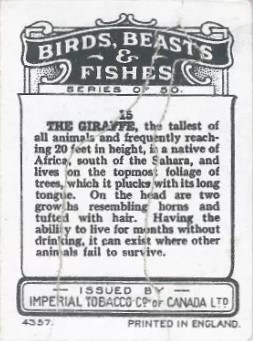 BIRDS, BEASTS
&
FISHES
SERIES OF 50.
15
THE GIRAFFE, the tallest of
all animals and frequently reach-
ing 20 feet in height, is a native of
Africa, south of the Sahara, and
lives on the topmost foliage of
trees, which it plucks with its long
tongue. On the head are two
growths resembling horns and
tufted with hair. Having the
ability to live for months without
drinking, it can exist where other
animals fail to survive.
ISSUED BY
IMPERIAL TOBACCO Co OF CANADA LTD
4357.
PRINTED IN ENGLAND.